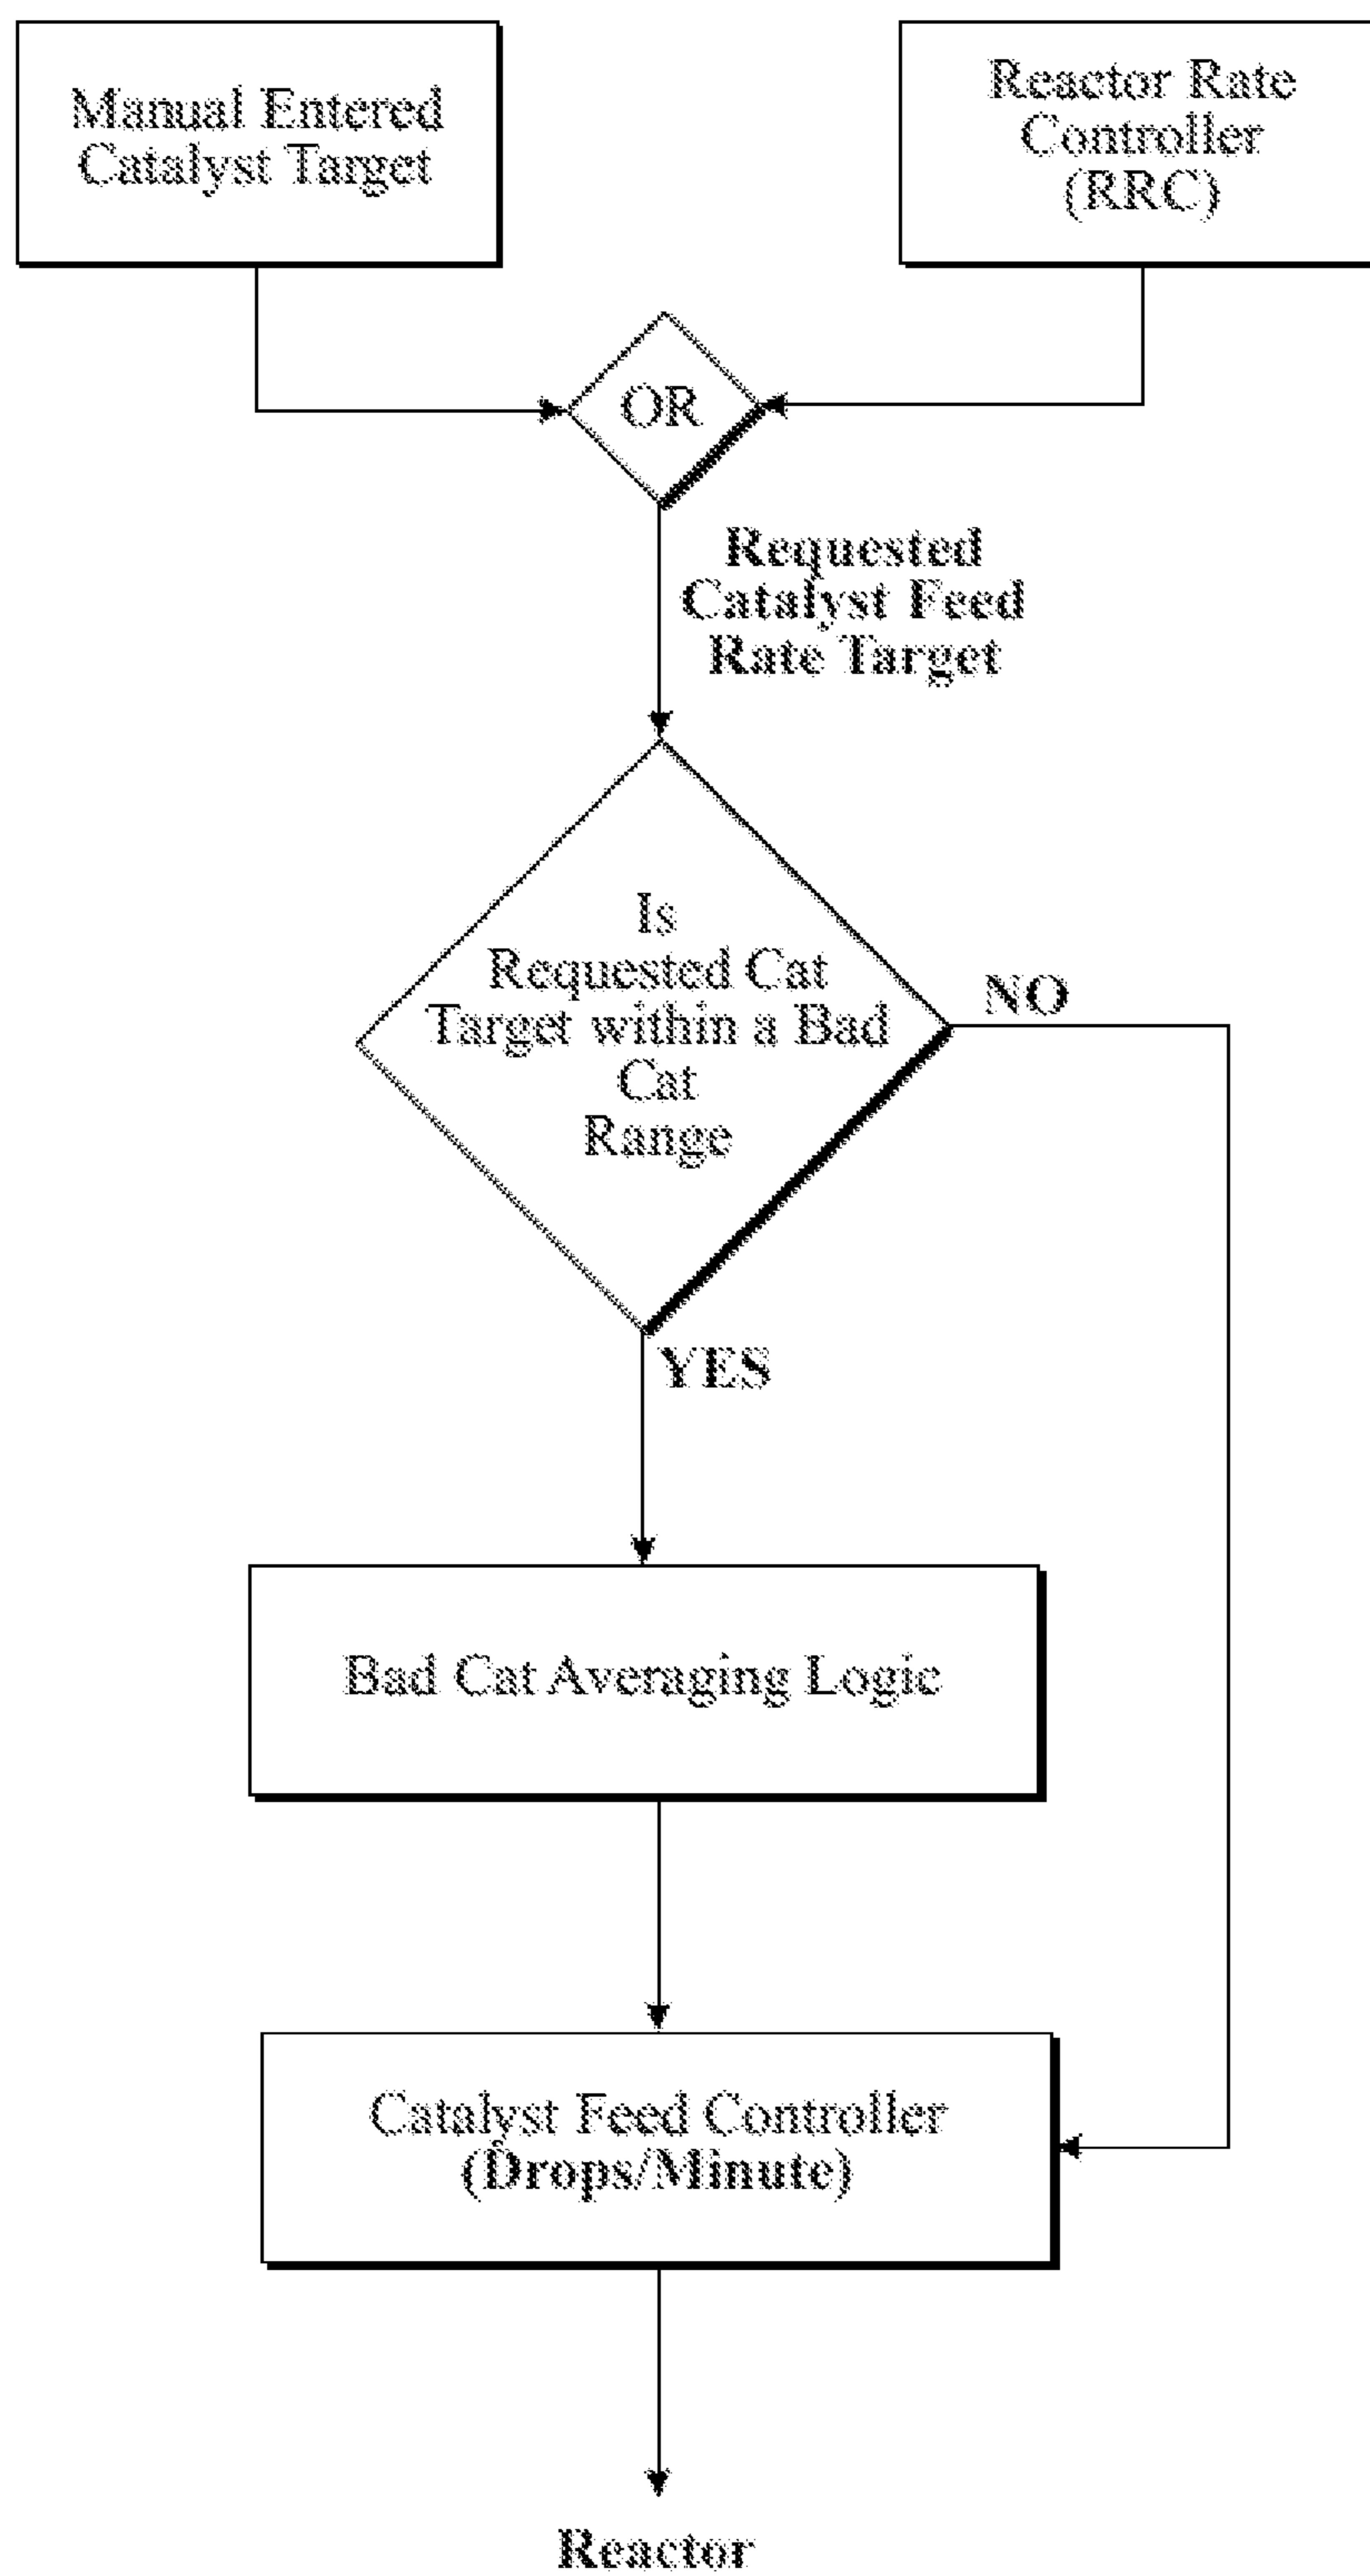 Manual Entered
Catalyst Target
Reactor Rate
Controller
(RRC)
OR
Requested
Catalyst Feed
Rate Target
Is
Requested Cat
Target within a Bad
Cat
Range
NO
YES
Bad Cat Averaging Logic
Catalyst Feed Controller
(Drops/Minute)
Reactor